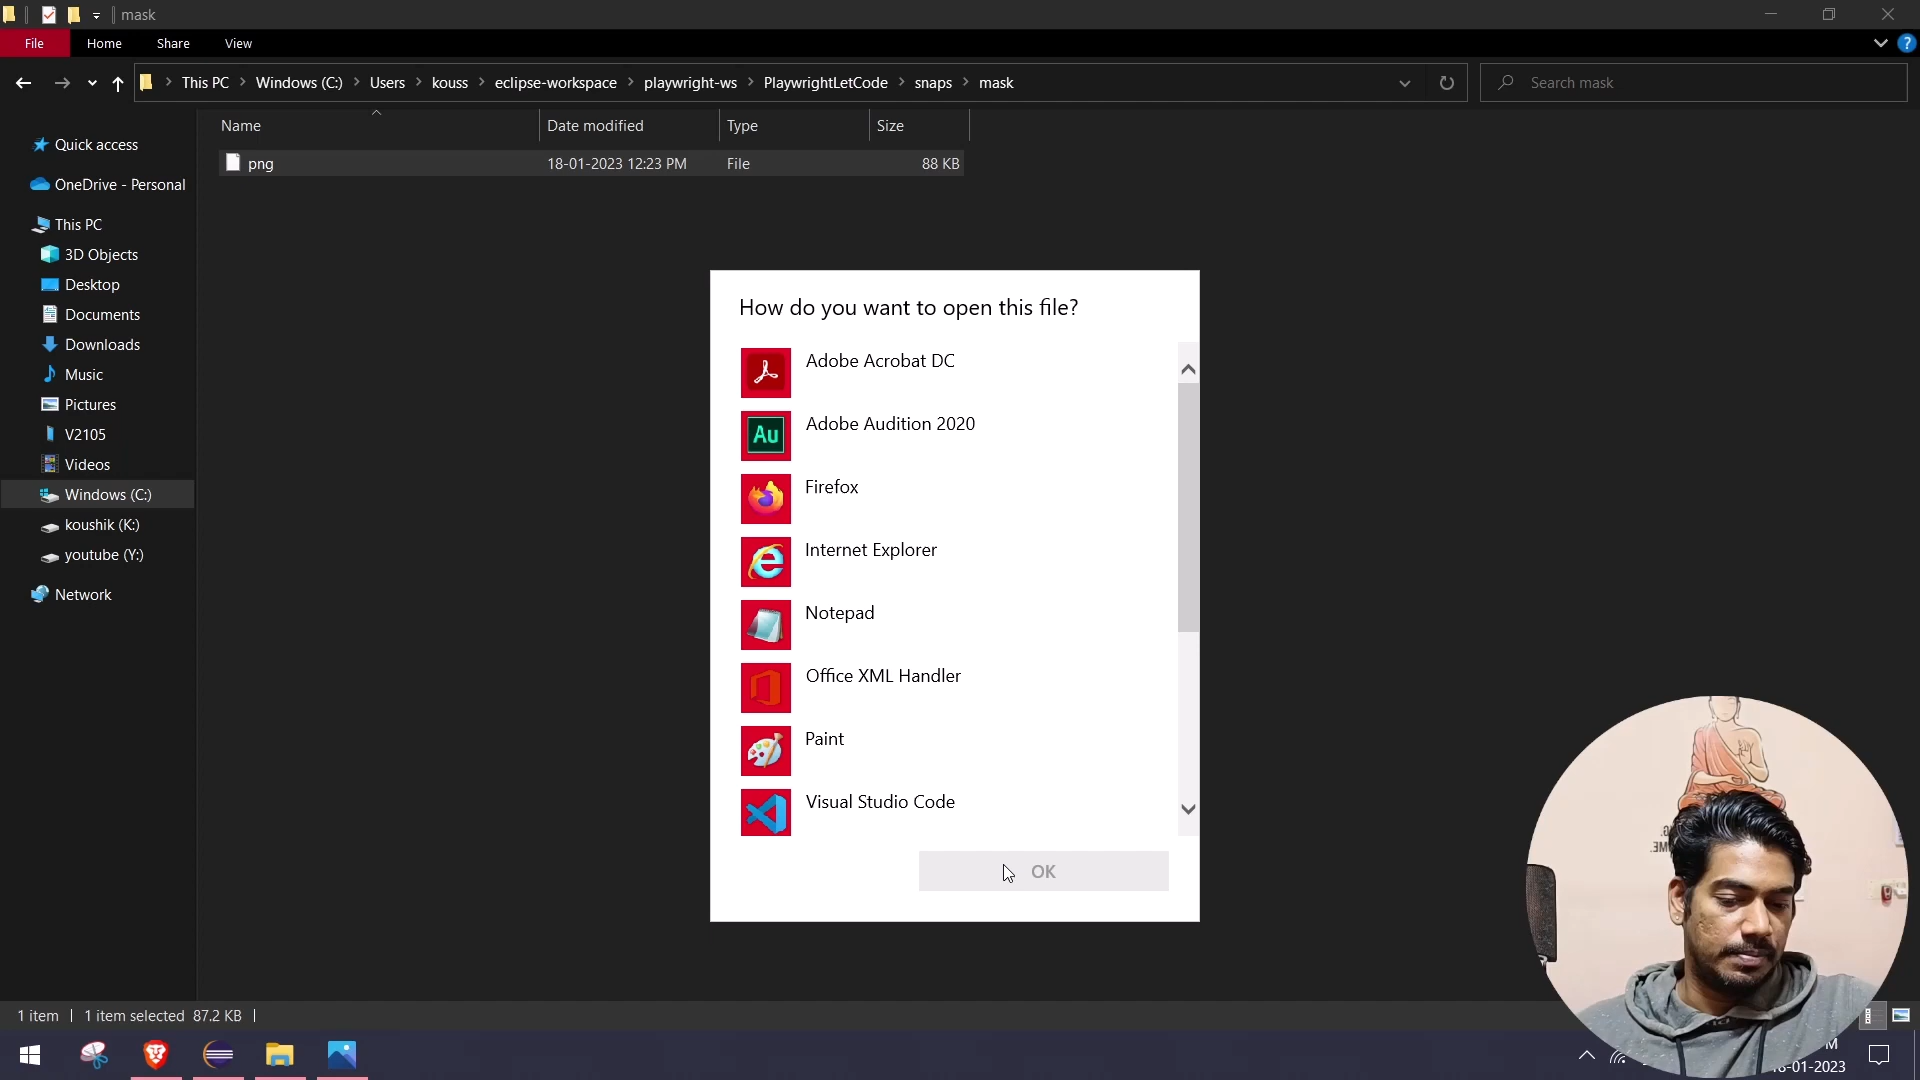 mask
File Home Share View
This PC Windows (C:) Users kouss eclipse-workspace playwright-ws PlaywrightLetCode snaps mask
Search mask
Name Date modified Type Size
png 18-01-2023 12:23 PM File 88 KB
Quick access
OneDrive - Personal
This PC
3D Objects
Desktop
Documents
Downloads
Music
Pictures
V2105
Videos
Windows (C:)
koushik (K:)
youtube (Y:)
Network
How do you want to open this file?
Adobe Acrobat DC
Au
Adobe Audition 2020
Firefox
Internet Explorer
Notepad
Office XML Handler
Paint
Visual Studio Code
OK
1 item 1 item selected 87.2 KB